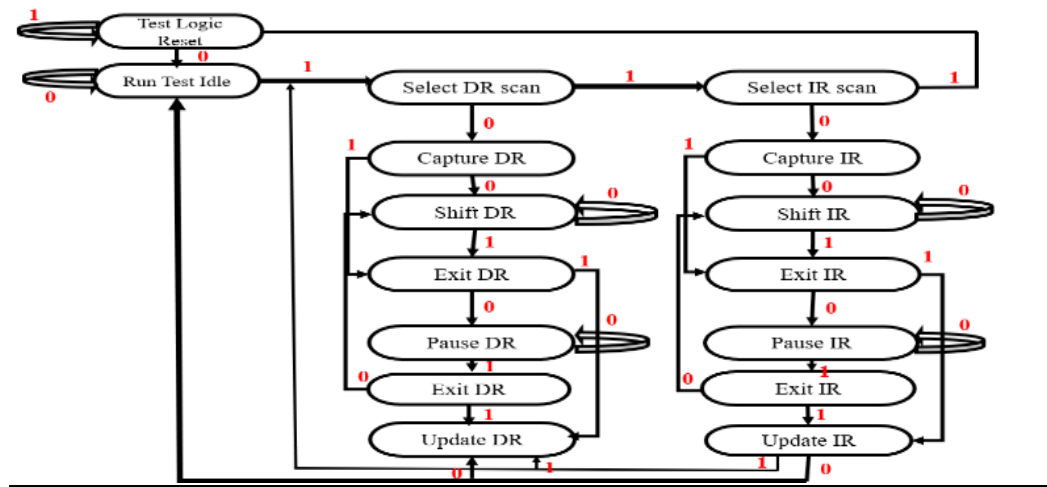 1
Test Logic
Reset
0
Run Test Idle
0
1
Select DR scan
1
Select IR scan
1
0
0
1
Capture DR
1
Capture IR
0
0
Shift DR
0
Shift IR
0
1
1
Exit DR
1
Exit IR
1
0
0
Pause DR
0
Pause IR
0
1
1
0
Exit DR
0
Exit IR
1
1
Update DR
Update IR
0
1
1
0